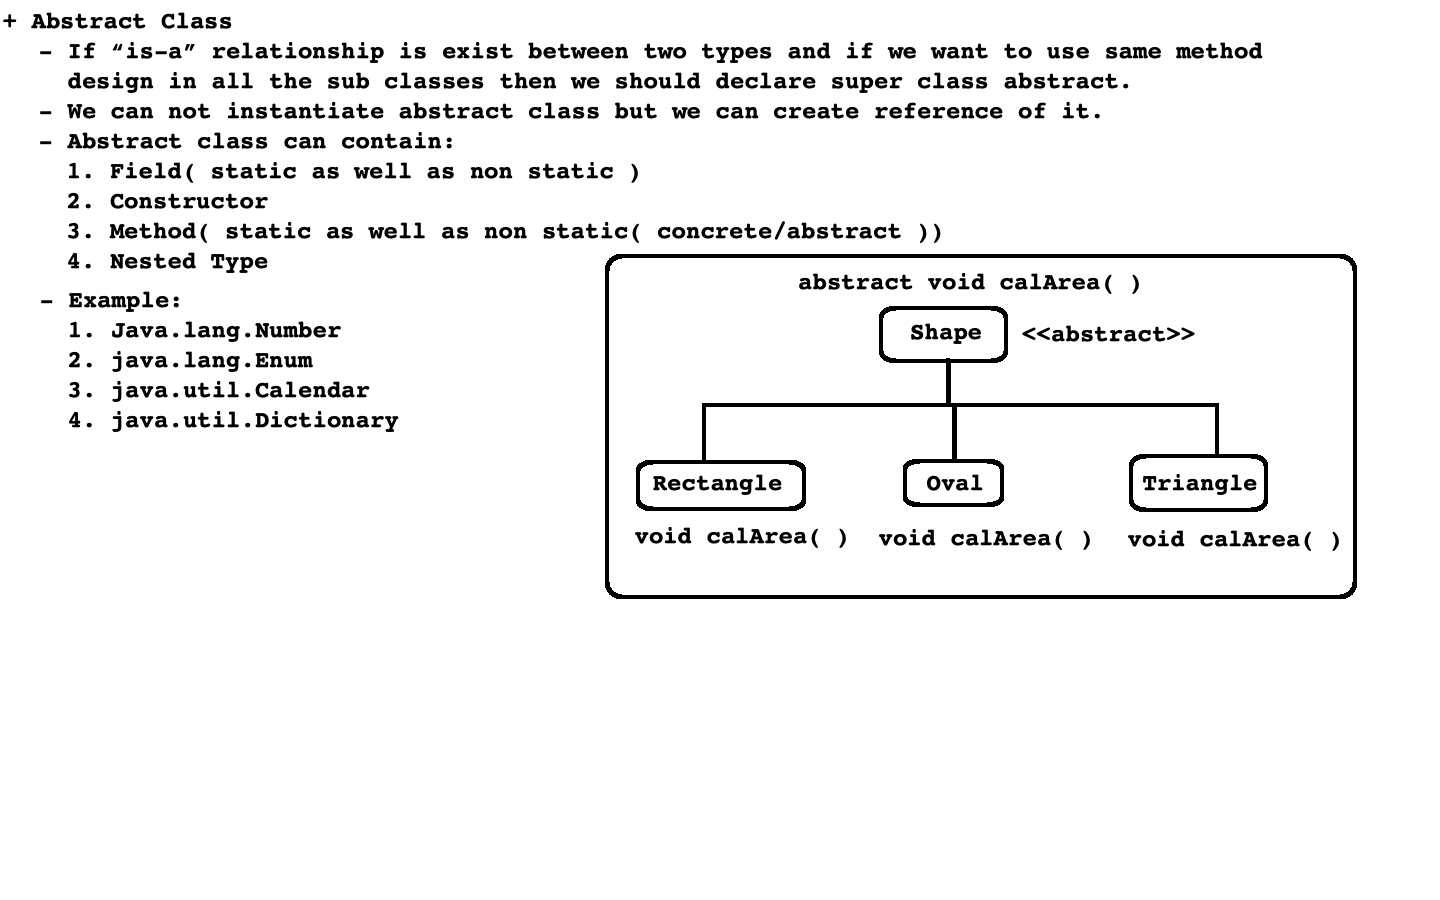 + Abstract Class
- If “is-a” relationship is exist between two types and if we want to use same method
design in all the sub classes then we should declare super class abstract.
- We can not instantiate abstract class but we can create reference of it.
- Abstract class can contain:
1. Field( static as well as non static )
2. Constructor
3. Method( static as well as non static( concrete/abstract ))
4. Nested Type
- Example:
1. Java.lang.Number
2. java.lang.Enum
3. java.util.Calendar
4. java.util.Dictionary
abstract void calArea( )
Shape <<abstract>>
Rectangle Oval Triangle
void calArea( ) void calArea( ) void calArea( )